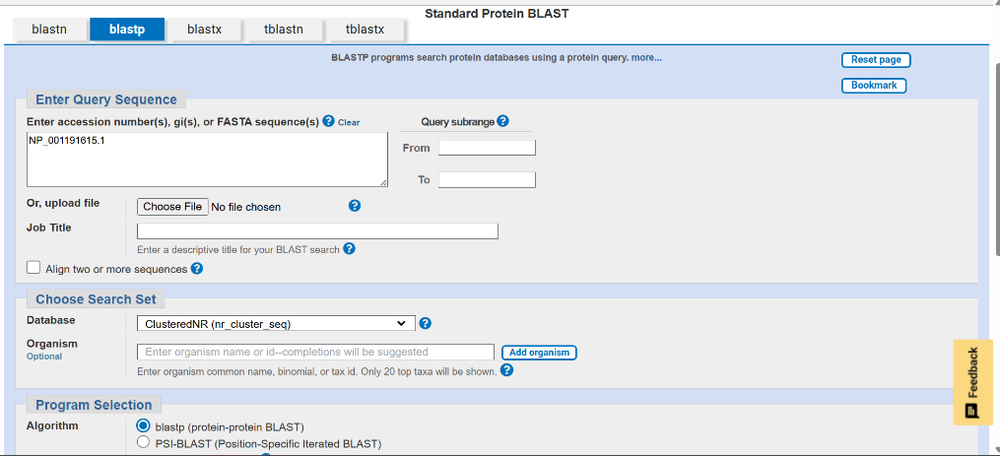 Standard Protein BLAST
blastn blastp blastx tblastn tblastx
BLASTP programs search protein databases using a protein query. more...
Reset page
Bookmark
Enter Query Sequence
Enter accession number(s), gi(s), or FASTA sequence(s) ? Clear
Query subrange ?
NP_001191615.1
From
To
Or, upload file
Choose File No file chosen ?
Job Title
Enter a descriptive title for your BLAST search ?
Align two or more sequences ?
Choose Search Set
Database
ClusteredNR (nr_cluster_seq) ?
Organism
Optional
Enter organism name or id--completions will be suggested
Add organism
Enter organism common name, binomial, or tax id. Only 20 top taxa will be shown. ?
Feedback
Program Selection
Algorithm
blastp (protein-protein BLAST)
PSI-BLAST (Position-Specific Iterated BLAST)